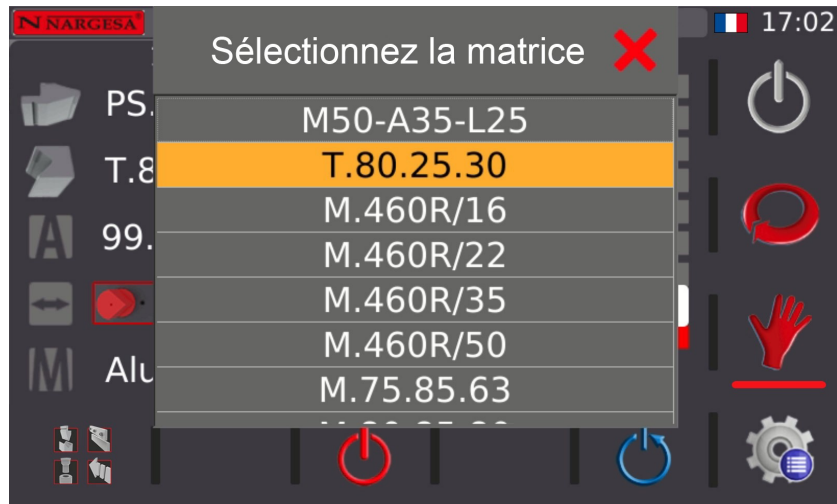 N NARGESA
17:02
Sélectionnez la matrice
PS.
M50-A35-L25
T.8
T.80.25.30
A
99.
M.460R/16
M.460R/22
M.460R/35
M.460R/50
M
Alu
M.75.85.63